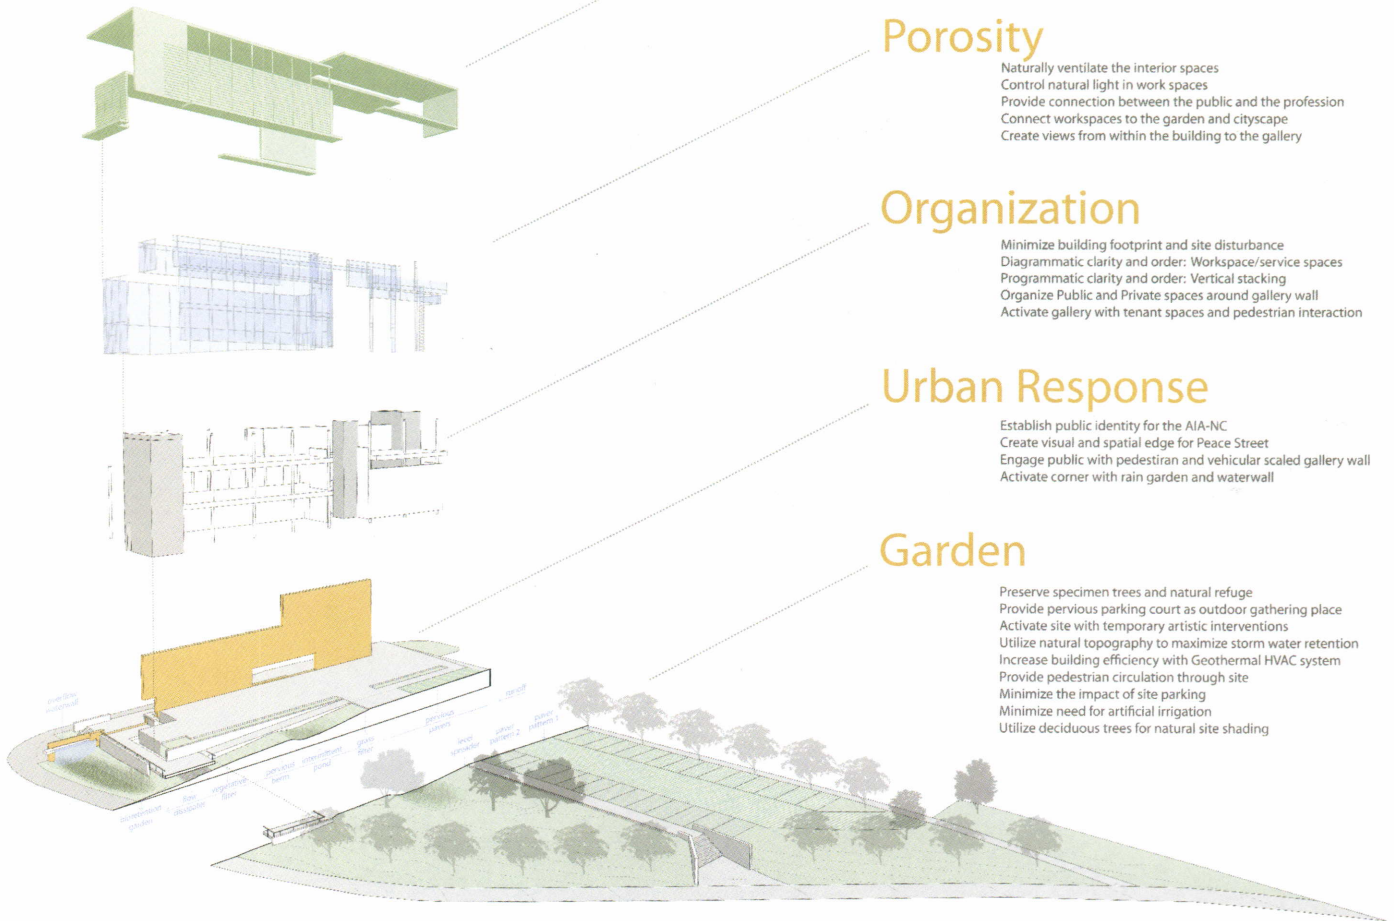 Porosity
Naturally ventilate the interior spaces
Control natural light in work spaces
Provide connection between the public and the profession
Connect workspaces to the garden and cityscape
Create views from within the building to the gallery
Organization
Minimize building footprint and site disturbance
Diagrammatic clarity and order: Workspace/service spaces
Programmatic clarity and order: Vertical stacking
Organize Public and Private spaces around gallery wall
Activate gallery with tenant spaces and pedestrian interaction
Urban Response
Establish public identity for the AIA-NC
Create visual and spatial edge for Peace Street
Engage public with pedestiran and vehicular scaled gallery wall
Activate corner with rain garden and waterwall
Garden
Preserve specimen trees and natural refuge
Provide pervious parking court as outdoor gathering place
Activate site with temporary artistic interventions
Utilize natural topography to maximize storm water retention
Increase building efficiency with Geothermal HVAC system
Provide pedestrian circulation through site
Minimize the impact of site parking
Minimize need for artificial irrigation
Utilize deciduous trees for natural site shading